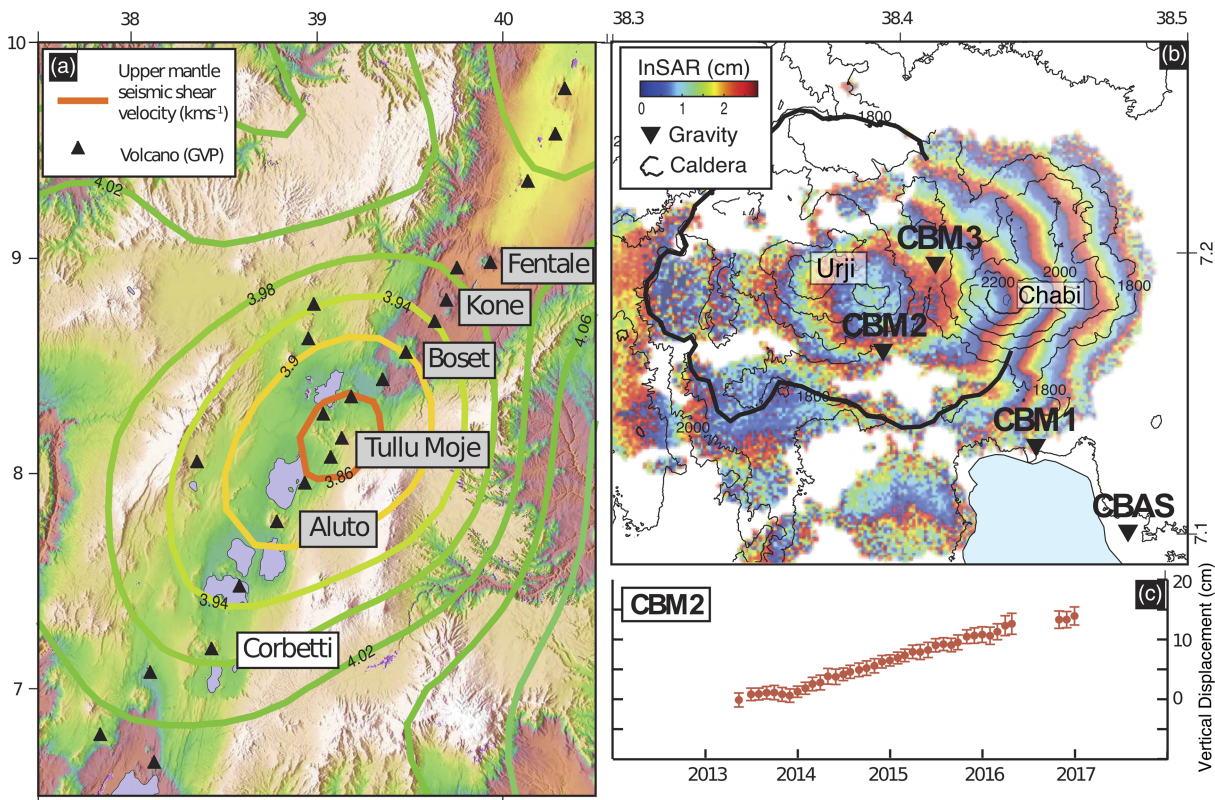 38
39
40
38.3
38.4
38.5
10
9
8
7
(a)
Upper mantle
seismic shear
velocity (kms⁻¹)
Volcano (GVP)
4.02
3.98
3.94
3.9
3.86
3.94
4.02
4.06
Fentale
Kone
Boset
Tullu Moje
Aluto
Corbetti
(b)
InSAR (cm)
0 1 2
Gravity
Caldera
1800
CBM3
Urji
2200
2000
Chabi
1800
CBM2
1800
1800
2000
CBM1
CBAS
7.2
7.1
CBM2
(c)
20
10
0
Vertical Displacement (cm)
2013
2014
2015
2016
2017